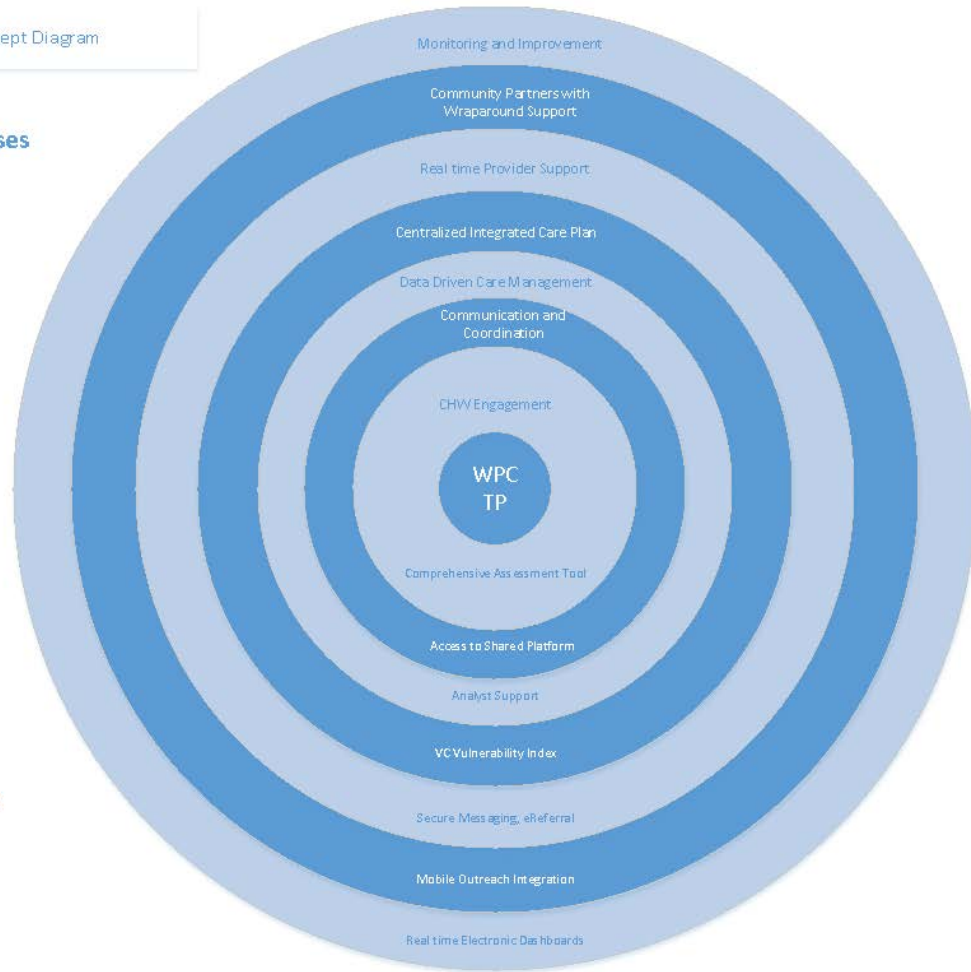 ept Diagram
ses
Monitoring and Improvement
Community Partners with
Wraparound Support
Real time Provider Support
Centralized Integrated Care Plan
Data Driven Care Management
Communication and
Coordination
CHW Engagement
WPC
TP
Comprehensive Assessment Tool
Access to Shared Platform
Analyst Support
VC Vulnerability Index
Secure Messaging, eReferral
Mobile Outreach Integration
Real time Electronic Dashboards